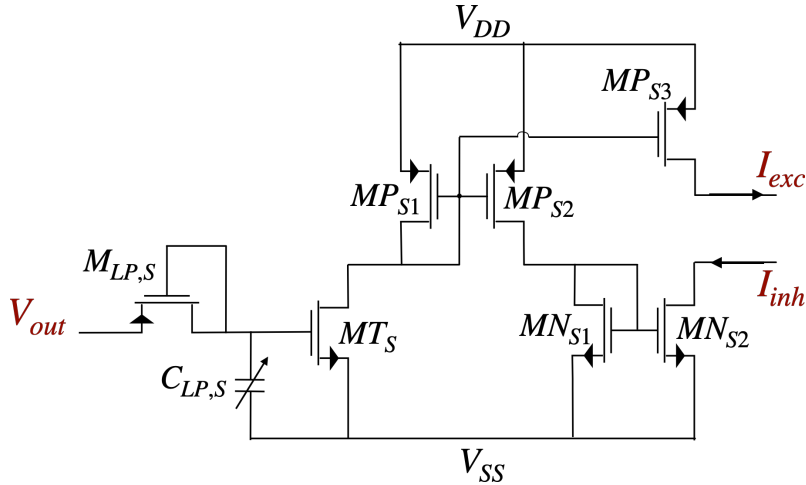 V_DD
MP_S3
I_exc
MP_S1
MP_S2
M_LP,S
I_inh
V_out
MT_S
MN_S1
MN_S2
C_LP,S
V_SS